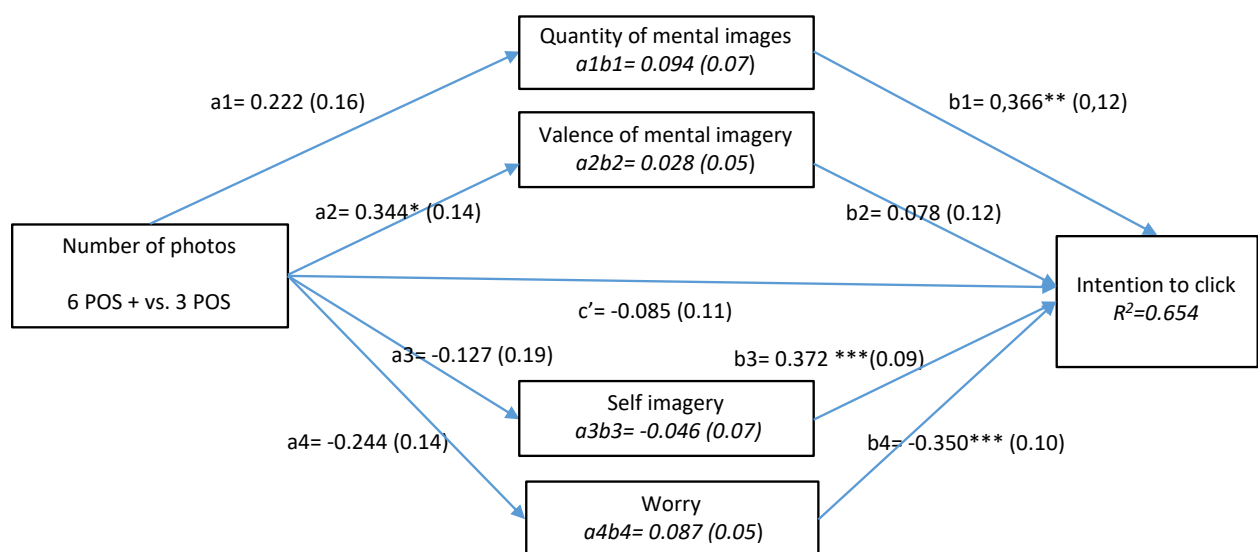 Quantity of mental images
a1b1= 0.094 (0.07)
a1= 0.222 (0.16)
b1= 0,366** (0,12)
Valence of mental imagery
a2b2= 0.028 (0.05)
a2= 0.344* (0.14)
b2= 0.078 (0.12)
Number of photos
6 POS + vs. 3 POS
Intention to click
R²=0.654
c’= -0.085 (0.11)
a3= -0.127 (0.19)
b3= 0.372 ***(0.09)
Self imagery
a3b3= -0.046 (0.07)
a4= -0.244 (0.14)
b4= -0.350*** (0.10)
Worry
a4b4= 0.087 (0.05)